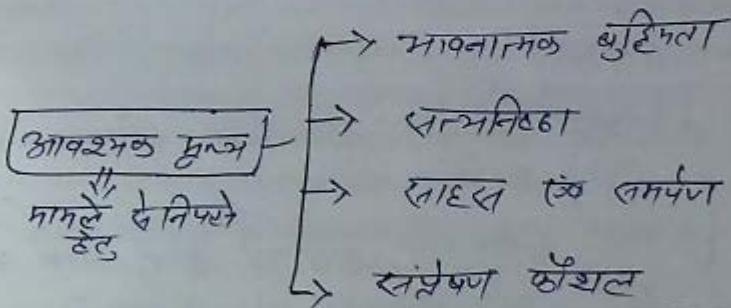 भावनात्मक बुद्धिमता
सत्यनिष्ठा
आवश्यक मूल्य
मामले से निपटने
हेतु
साहस एवं समर्पण
संप्रेषण कौशल